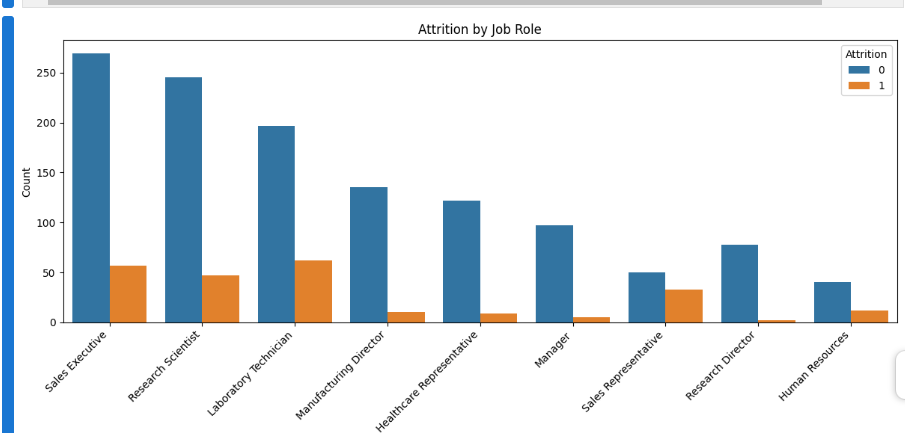 Attrition by Job Role
Attrition
0
1
Count
250
200
150
100
50
0
Sales Executive
Research Scientist
Laboratory Technician
Manufacturing Director
Healthcare Representative
Manager
Sales Representative
Research Director
Human Resources